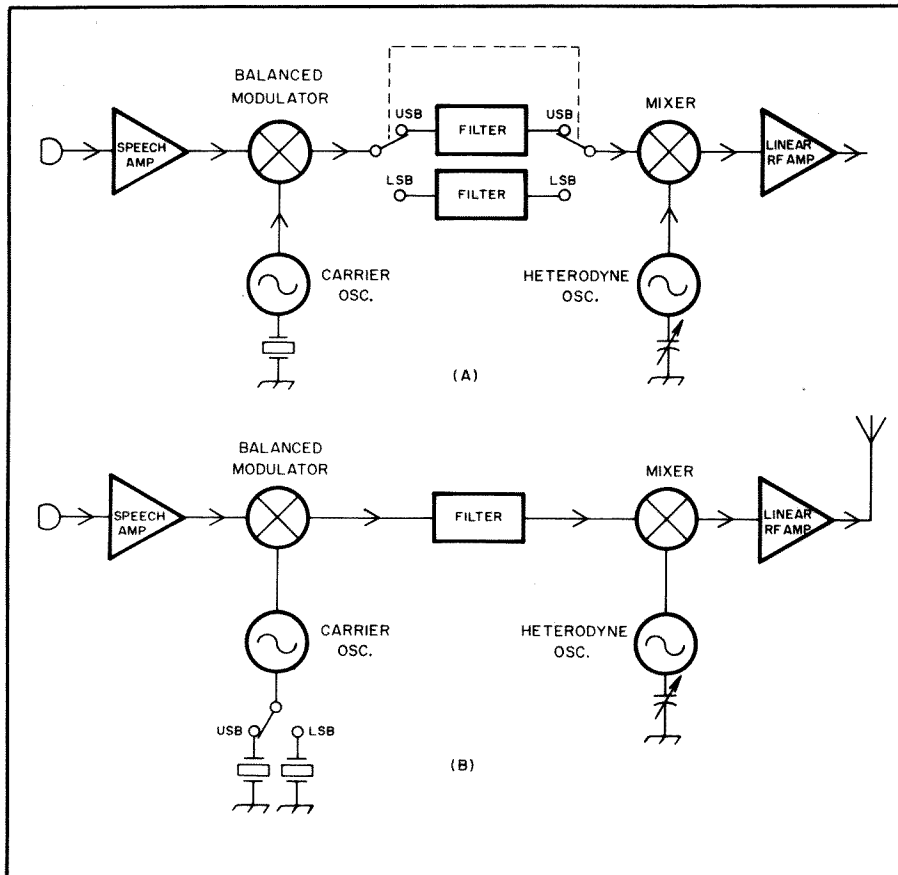 BALANCED
MODULATOR
MIXER
USB
USB
FILTER
SPEECH
AMP
LINEAR
RF AMP
LSB
LSB
FILTER
CARRIER
OSC.
HETERODYNE
OSC.
(A)
BALANCED
MODULATOR
MIXER
SPEECH
AMP
FILTER
LINEAR
RF AMP
CARRIER
OSC.
HETERODYNE
OSC.
USB
LSB
(B)